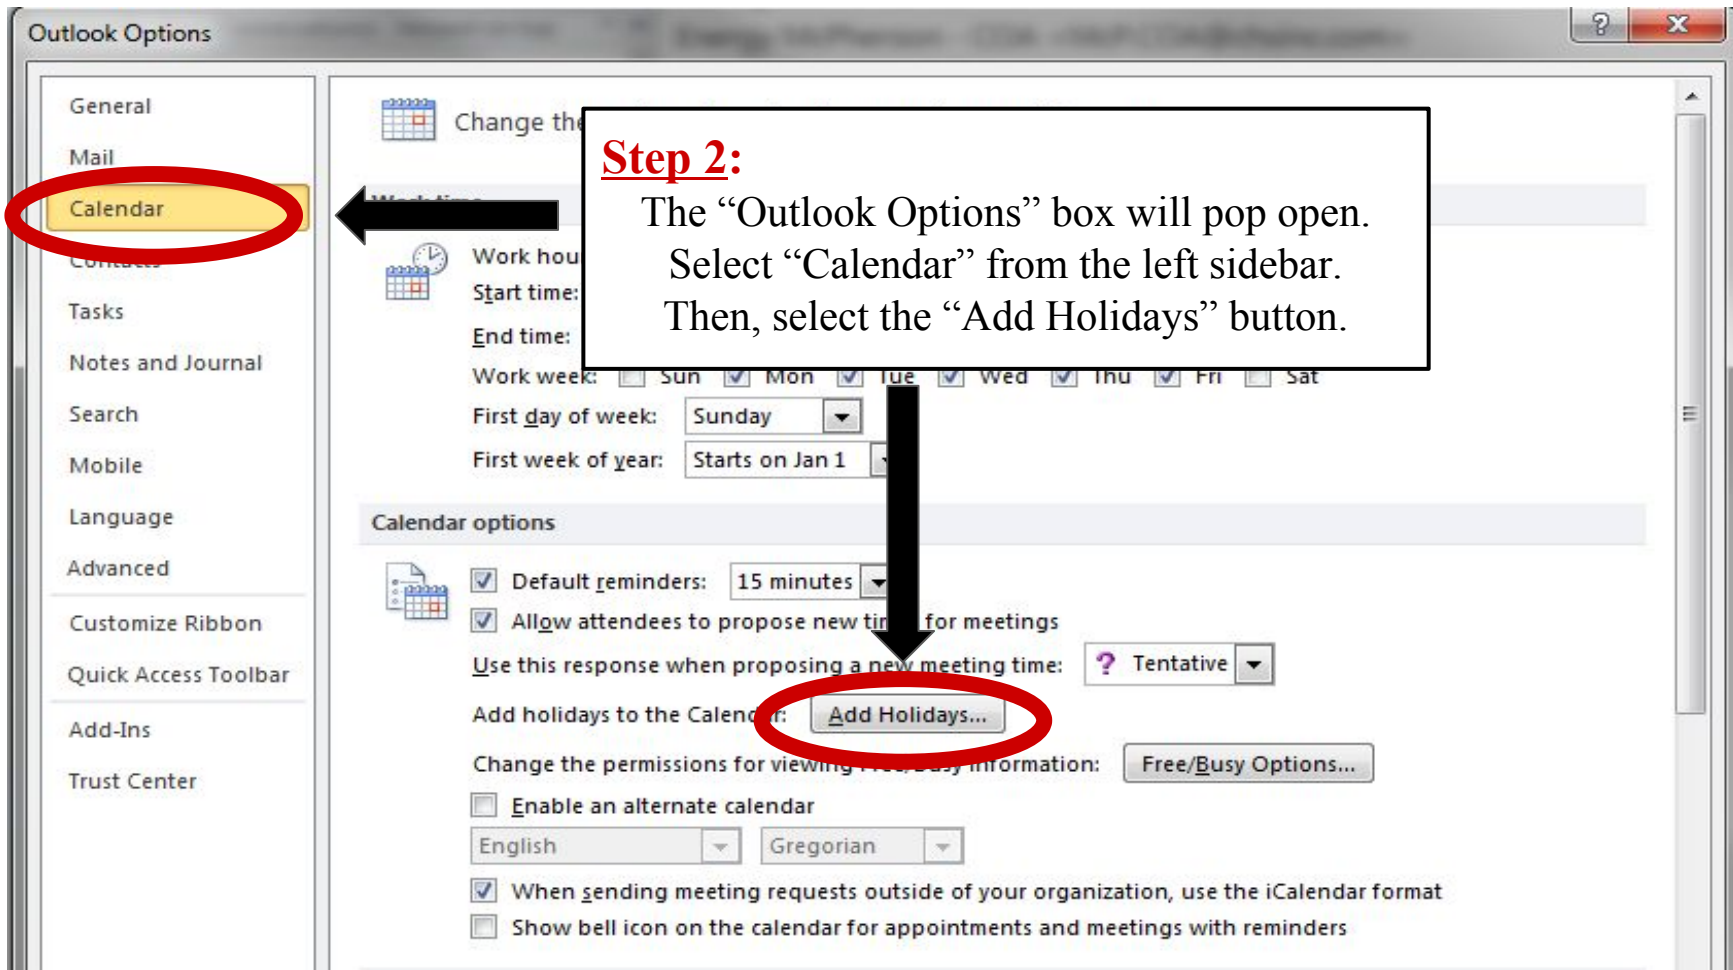 Outlook Options
General
Mail
Calendar
Contacts
Tasks
Notes and Journal
Search
Mobile
Language
Advanced
Customize Ribbon
Quick Access Toolbar
Add-Ins
Trust Center
Change the
Step 2:
The “Outlook Options” box will pop open.
Select “Calendar” from the left sidebar.
Then, select the “Add Holidays” button.
Work time
Work hou
Start time:
End time:
Work week: Sun Mon Tue Wed Thu Fri Sat
First day of week: Sunday
First week of year: Starts on Jan 1
Calendar options
Default reminders: 15 minutes
Allow attendees to propose new times for meetings
Use this response when proposing a new meeting time: ? Tentative
Add holidays to the Calendar: Add Holidays...
Change the permissions for viewing Free/Busy information: Free/Busy Options...
Enable an alternate calendar
English Gregorian
When sending meeting requests outside of your organization, use the iCalendar format
Show bell icon on the calendar for appointments and meetings with reminders